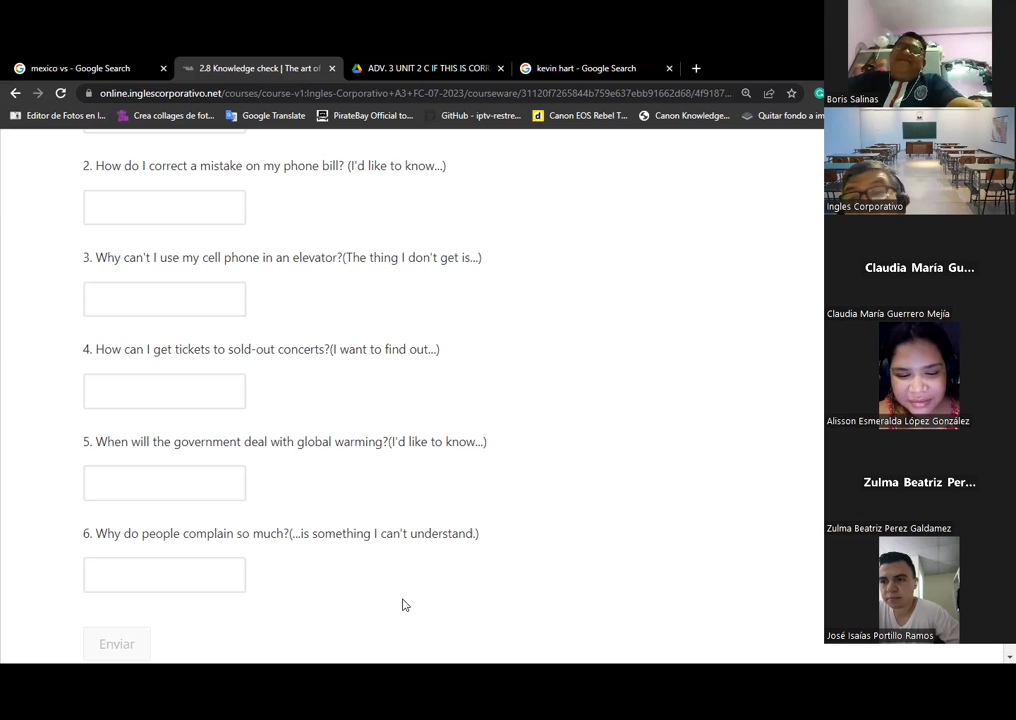 mexico vs - Google Search
2.8 Knowledge check | The art of
ADV. 3 UNIT 2 C IF THIS IS CORR
kevin hart - Google Search
online.inglescorporativo.net/courses/course-v1:Ingles-Corporativo+A3+FC-07-2023/courseware/31120f7265844b759e637ebb91662d68/4f9187...
Editor de Fotos en l...
Crea collages de fot...
Google Translate
PirateBay Official to...
GitHub - iptv-restre...
Canon EOS Rebel T...
Canon Knowledge...
Quitar fondo a im
2. How do I correct a mistake on my phone bill? (I'd like to know...)
3. Why can't I use my cell phone in an elevator?(The thing I don't get is...)
4. How can I get tickets to sold-out concerts?(I want to find out...)
5. When will the government deal with global warming?(I'd like to know...)
6. Why do people complain so much?(...is something I can't understand.)
Enviar
Boris Salinas
Ingles Corporativo
Claudia María Gu...
Claudia María Guerrero Mejía
Alisson Esmeralda López González
Zulma Beatriz Per...
Zulma Beatriz Perez Galdamez
José Isaías Portillo Ramos